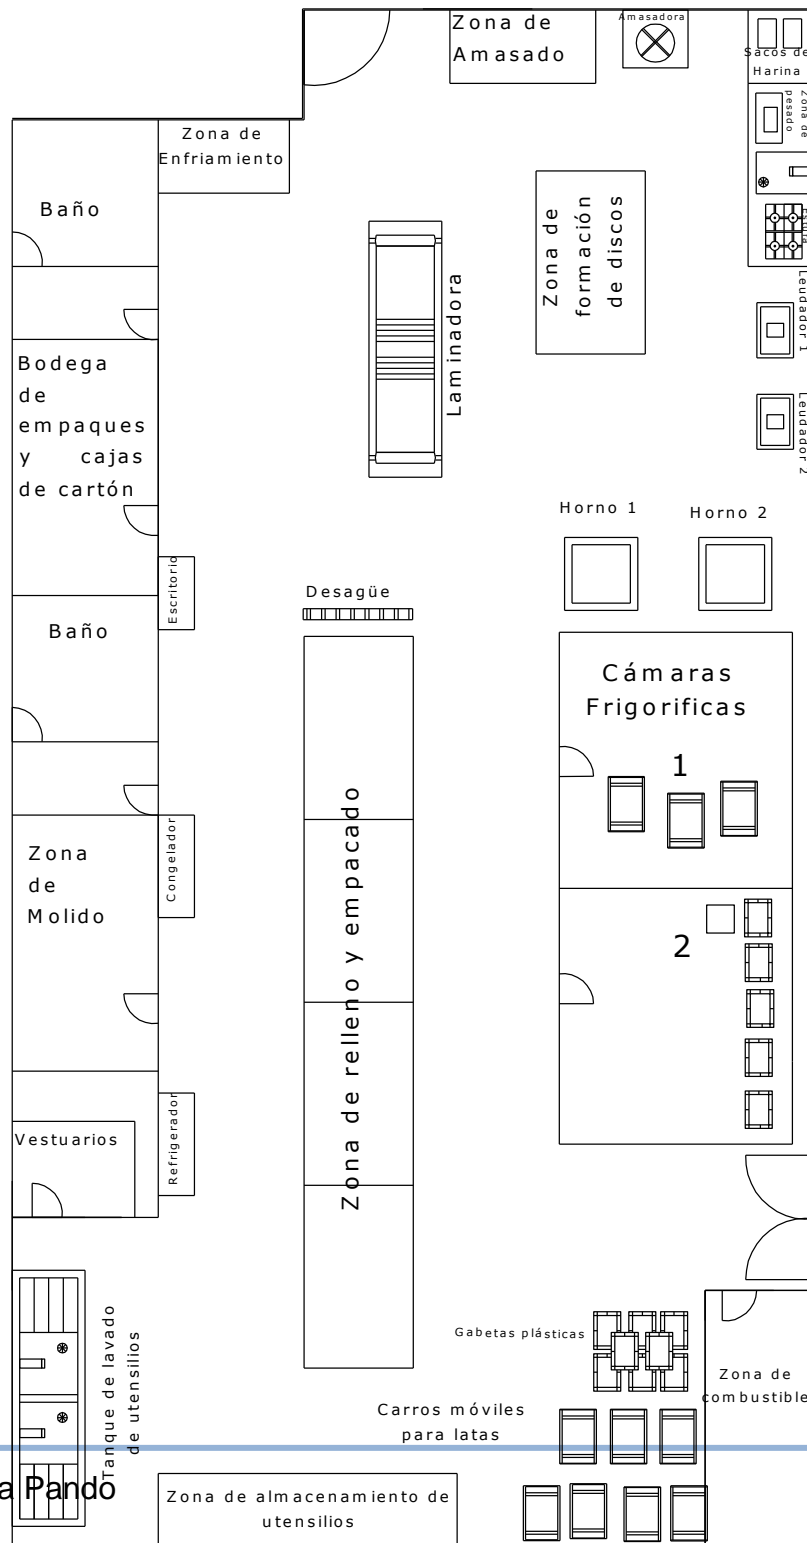 Zona de
Amasado
Amasadora
Sacos de
Harina
Zona de
pesado
Zona de
Enfriamiento
Baño
Zona de
formación
de discos
Estufa
Laminadora
Leudador 1
Bodega
de
empaques
y cajas
de cartón
Leudador 2
Horno 1
Horno 2
Escritorio
Desagüe
Baño
Cámaras
Frigorificas
1
Zona de relleno y empacado
Congelador
Zona
de
Molido
2
Refrigerador
Vestuarios
Tanque de lavado
de utensilios
Gabetas plásticas
Zona de
combustible
Carros móviles
para latas
a Pando
Zona de almacenamiento de
utensilios